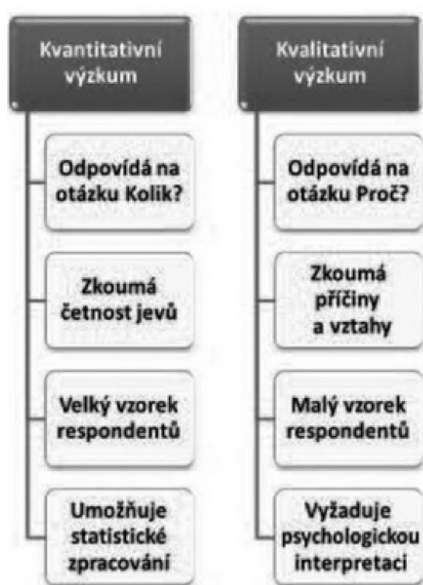 Kvantitativní
výzkum
Odpovídá na
otázku Kolik?
Zkoumá
četnost jevů
Velký vzorek
respondentů
Umožňuje
statistické
zpracování
Kvalitativní
výzkum
Odpovídá na
otázku Proč?
Zkoumá
příčiny
a vztahy
Malý vzorek
respondentů
Vyžaduje
psychologickou
interpretaci